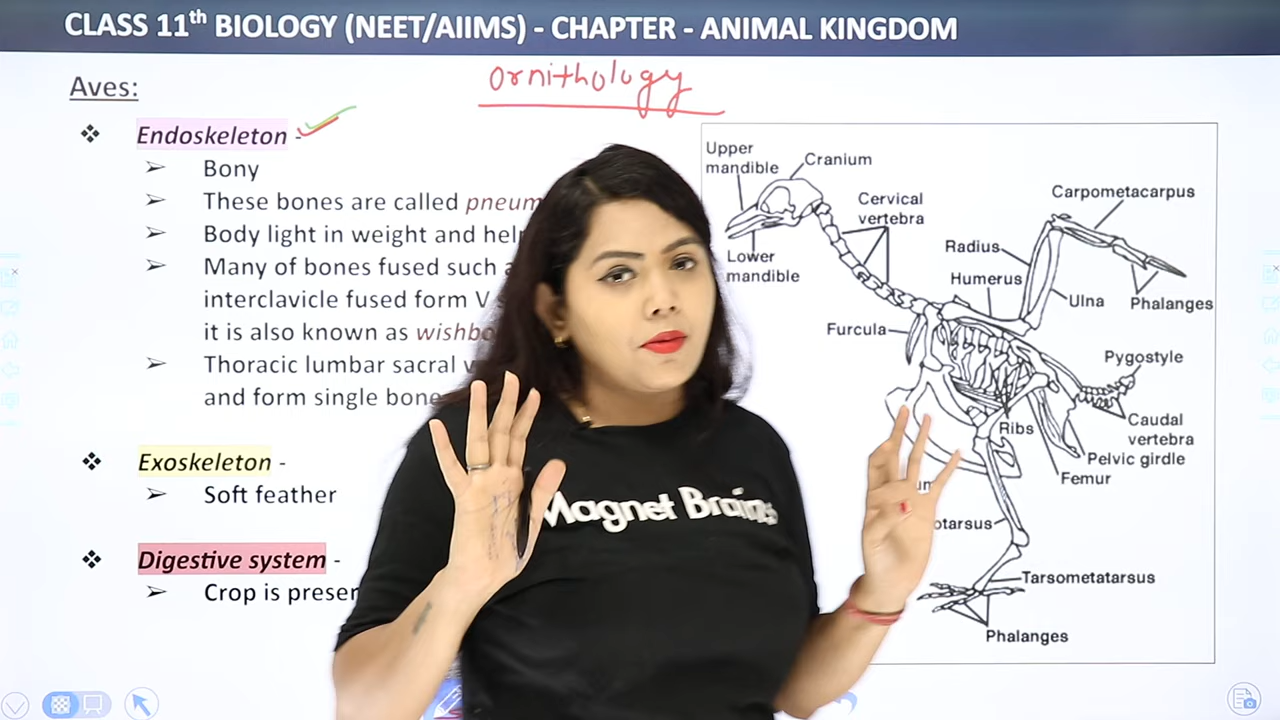 CLASS 11th BIOLOGY (NEET/AIIMS) - CHAPTER - ANIMAL KINGDOM
ornithology
Aves:
❖ Endoskeleton -
➢ Bony
➢ These bones are called pneum
➢ Body light in weight and hel
➢ Many of bones fused such
interclavicle fused form V
it is also known as wishbo
➢ Thoracic lumbar sacral v
and form single bone
❖ Exoskeleton -
➢ Soft feather
❖ Digestive system -
➢ Crop is presen
Upper
mandible
Cranium
Cervical
vertebra
Carpometacarpus
Lower
mandible
Radius
Humerus
Ulna
Phalanges
Furcula
Pygostyle
Ribs
Caudal
vertebra
Pelvic girdle
Femur
um
otarsus
Tarsometatarsus
Phalanges
Magnet Brains